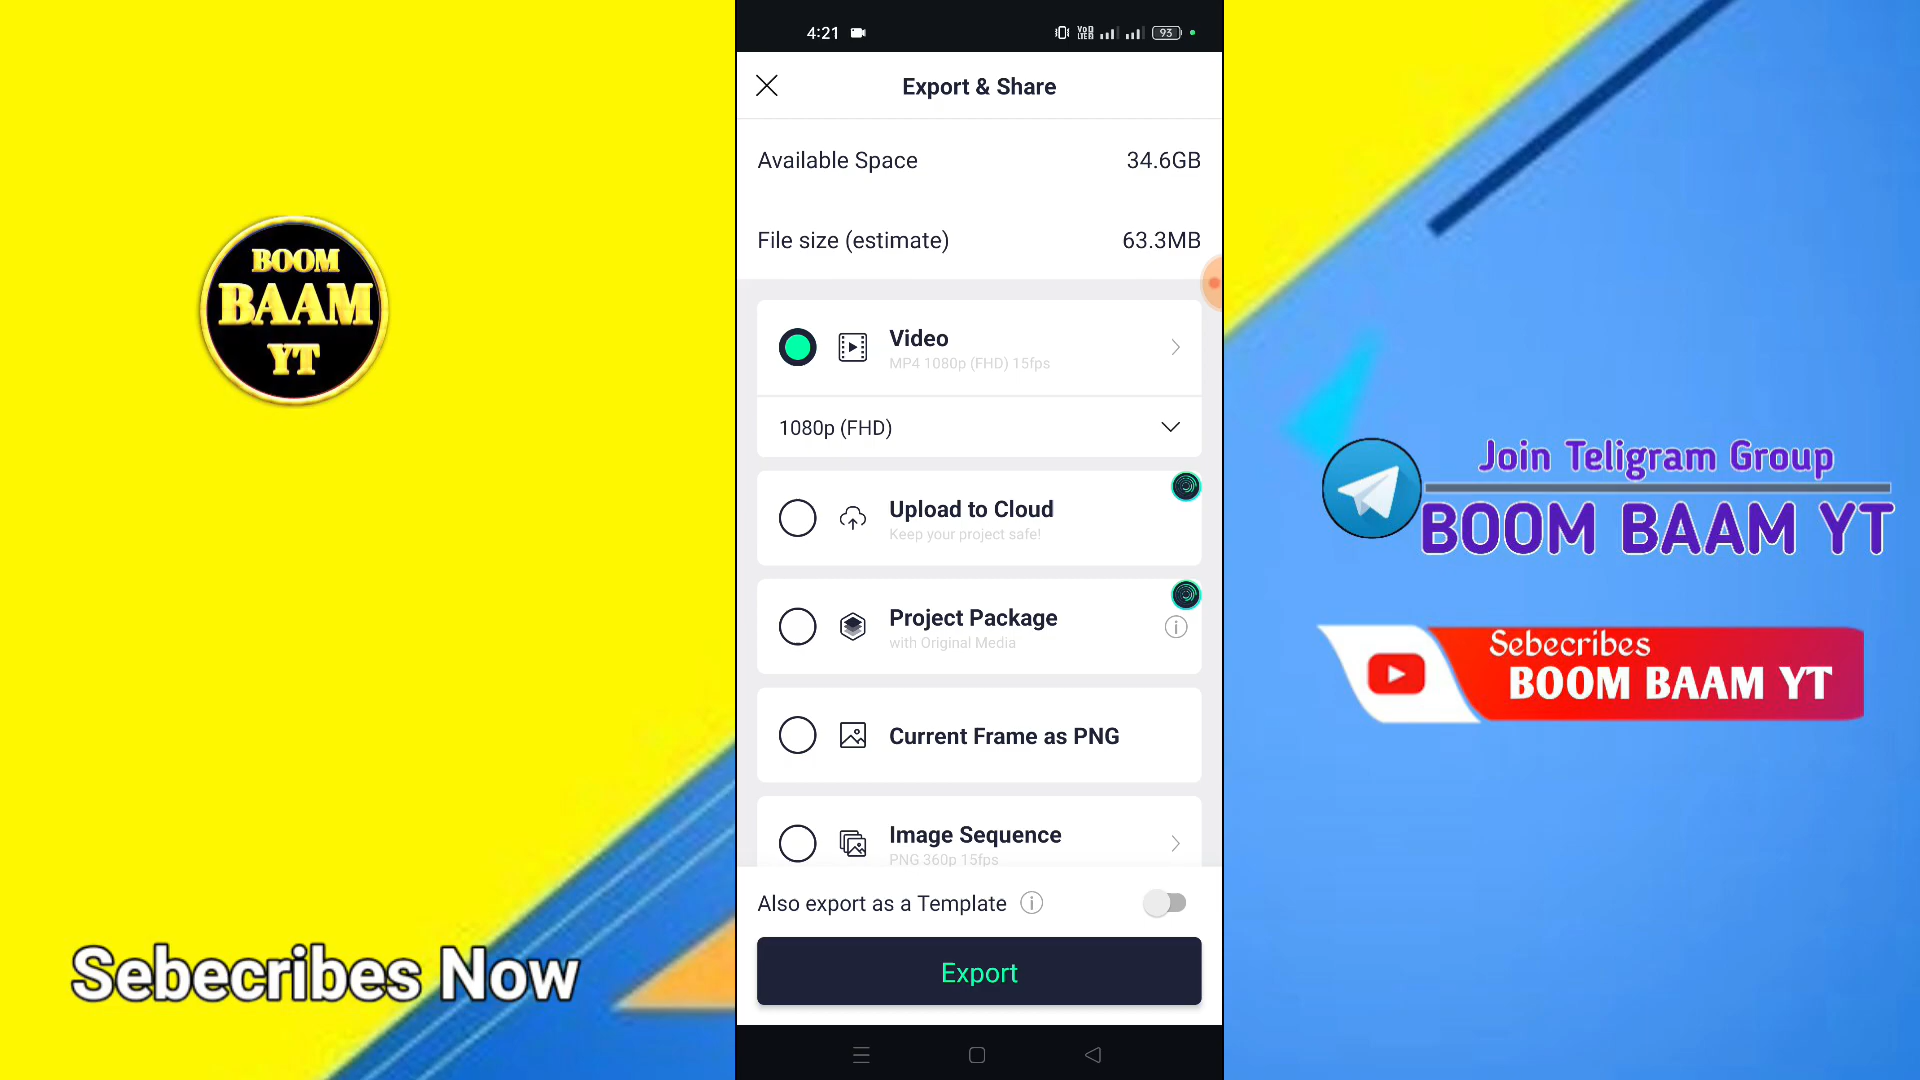 4:21
VoD LTE2 93
Export & Share
Available Space 34.6GB
File size (estimate) 63.3MB
Video
MP4 1080p (FHD) 15fps
1080p (FHD)
Upload to Cloud
Keep your project safe!
Project Package
with Original Media
Current Frame as PNG
Image Sequence
PNG 360p 15fps
Also export as a Template
Export
BOOM
BAAM
YT
Sebecribes Now
Join Teligram Group
BOOM BAAM YT
Sebecribes
BOOM BAAM YT